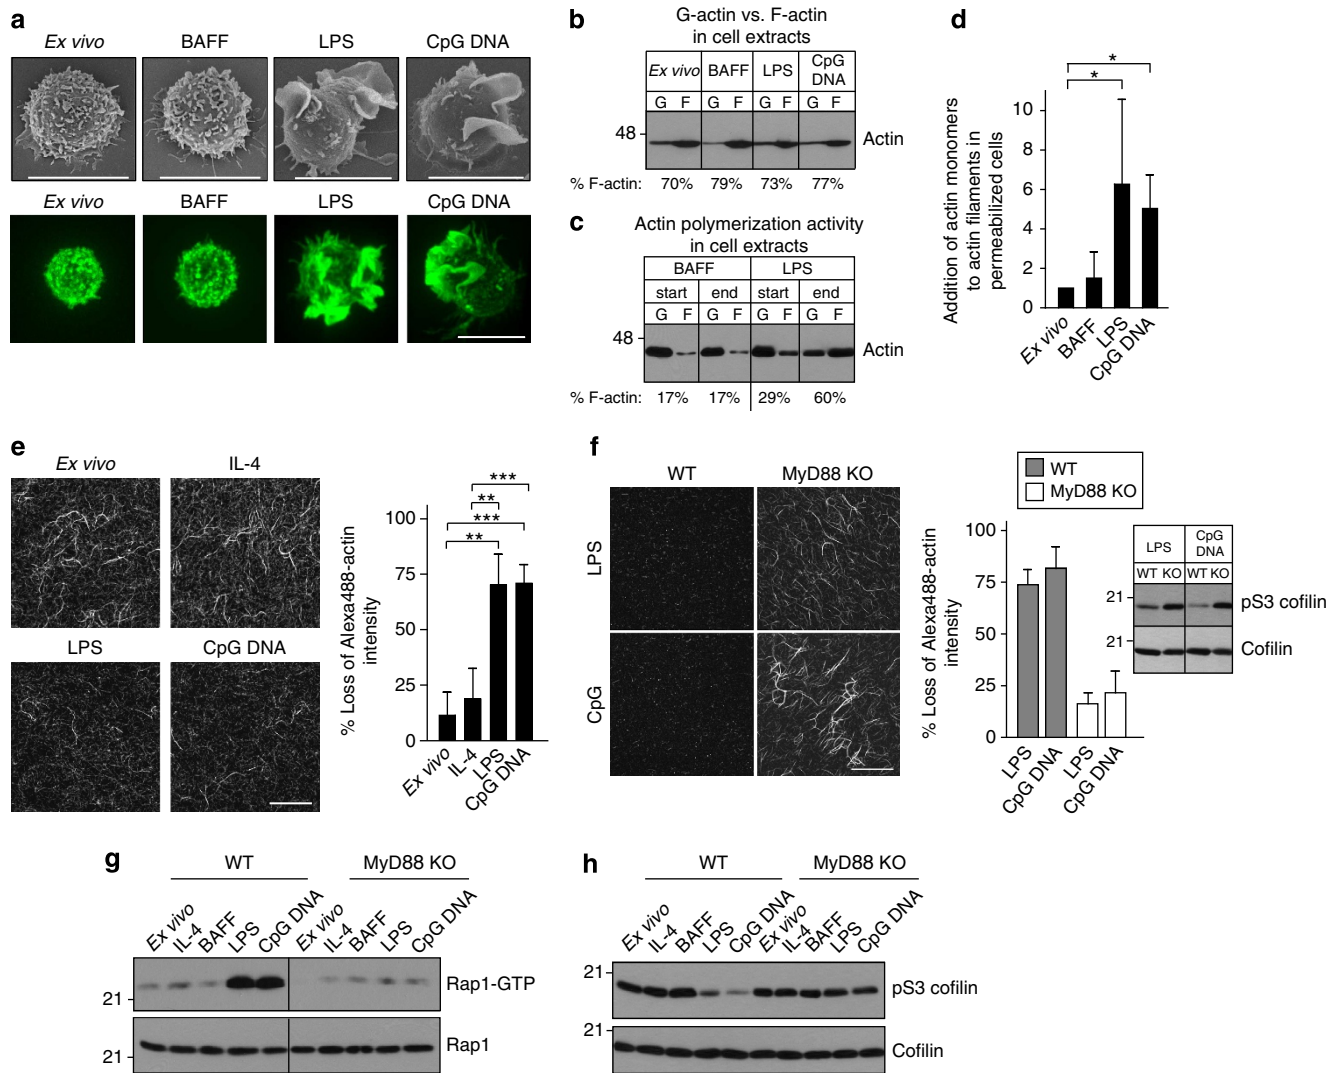 a
Ex vivo BAFF LPS CpG DNA
Ex vivo BAFF LPS CpG DNA
b
G-actin vs. F-actin
in cell extracts
Ex vivo BAFF LPS CpG
DNA
G F G F G F G F
48
Actin
% F-actin: 70% 79% 73% 77%
c
Actin polymerization activity
in cell extracts
BAFF LPS
start end start end
G F G F G F G F
48
Actin
% F-actin: 17% 17% 29% 60%
d
Addition of actin monomers
to actin filaments in
permeabilized cells
*
*
10
8
6
4
2
0
Ex vivo
BAFF
LPS
CpG DNA
e
Ex vivo IL-4
LPS CpG DNA
% Loss of Alexa488-actin
intensity
***
**
***
**
100
75
50
25
0
Ex vivo
IL-4
LPS
CpG DNA
f
WT MyD88 KO
LPS
CpG
WT
MyD88 KO
% Loss of Alexa488-actin
intensity
100
75
50
25
0
LPS
CpG DNA
LPS
CpG DNA
LPS CpG
DNA
WT KO WT KO
21
pS3 cofilin
21
Cofilin
g
WT MyD88 KO
Ex vivo IL-4 BAFF LPS CpG DNA Ex vivo IL-4 BAFF LPS CpG DNA
21
Rap1-GTP
21
Rap1
h
WT MyD88 KO
Ex vivo IL-4 BAFF LPS CpG DNA Ex vivo IL-4 BAFF LPS CpG DNA
21
pS3 cofilin
21
Cofilin